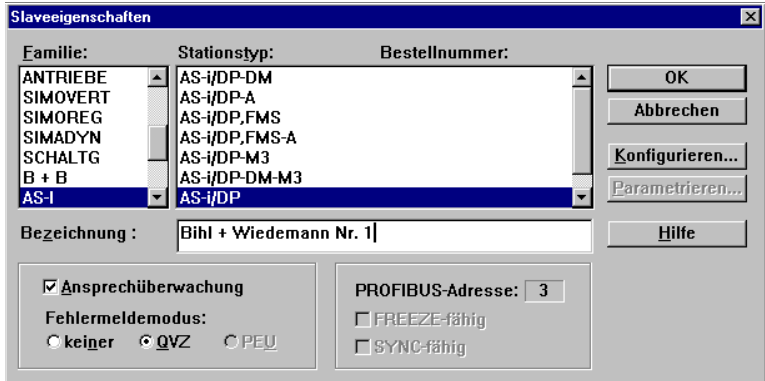 Slaveeigenschaften
Familie:
Stationstyp:
Bestellnummer:
ANTRIEBE
SIMOVERT
SIMOREG
SIMADYN
SCHALTG
B + B
AS-I
AS-i/DP-DM
AS-i/DP-A
AS-i/DP,FMS
AS-i/DP,FMS-A
AS-i/DP-M3
AS-i/DP-DM-M3
AS-i/DP
OK
Abbrechen
Konfigurieren...
Parametrieren...
Hilfe
Bezeichnung :
Bihl + Wiedemann Nr. 1
Ansprechüberwachung
Fehlermeldemodus:
keiner QVZ PEU
PROFIBUS-Adresse: 3
FREEZE-fähig
SYNC-fähig